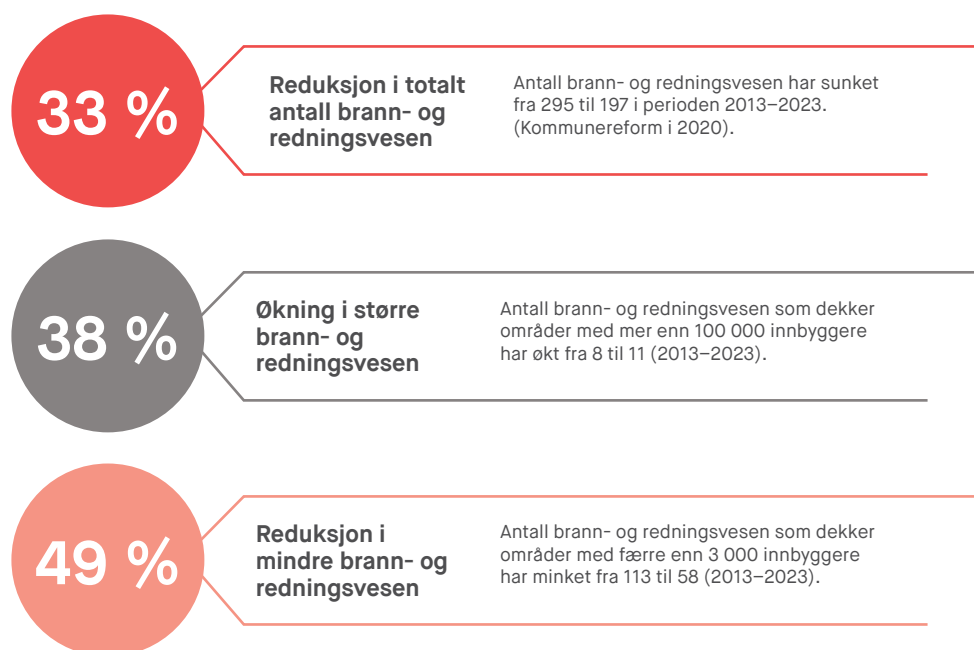 33 %
Reduksjon i totalt
antall brann- og
redningsvesen
Antall brann- og redningsvesen har sunket
fra 295 til 197 i perioden 2013–2023.
(Kommunereform i 2020).
38 %
Økning i større
brann- og
redningsvesen
Antall brann- og redningsvesen som dekker
områder med mer enn 100 000 innbyggere
har økt fra 8 til 11 (2013–2023).
49 %
Reduksjon i
mindre brann- og
redningsvesen
Antall brann- og redningsvesen som dekker
områder med færre enn 3 000 innbyggere
har minket fra 113 til 58 (2013–2023).